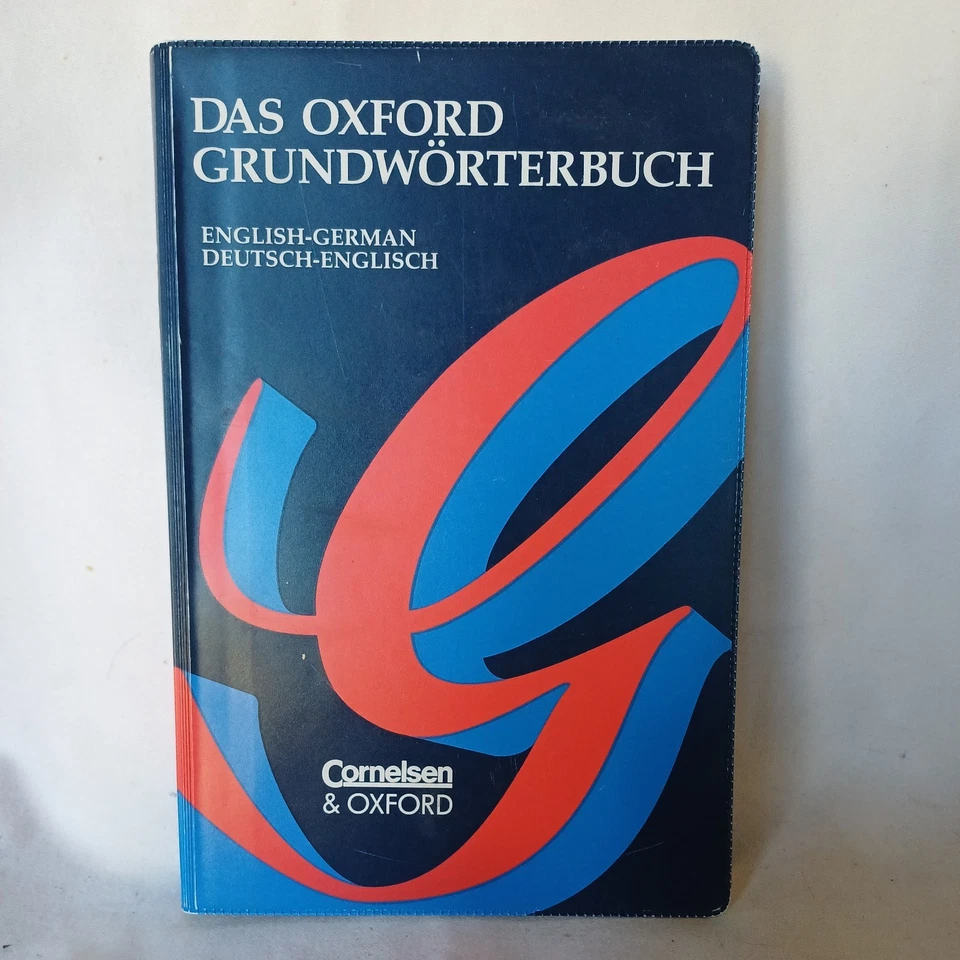 DAS OXFORD
GRUNDWÖRTERBUCH
ENGLISH-GERMAN
DEUTSCH-ENGLISCH
Cornelsen
& OXFORD